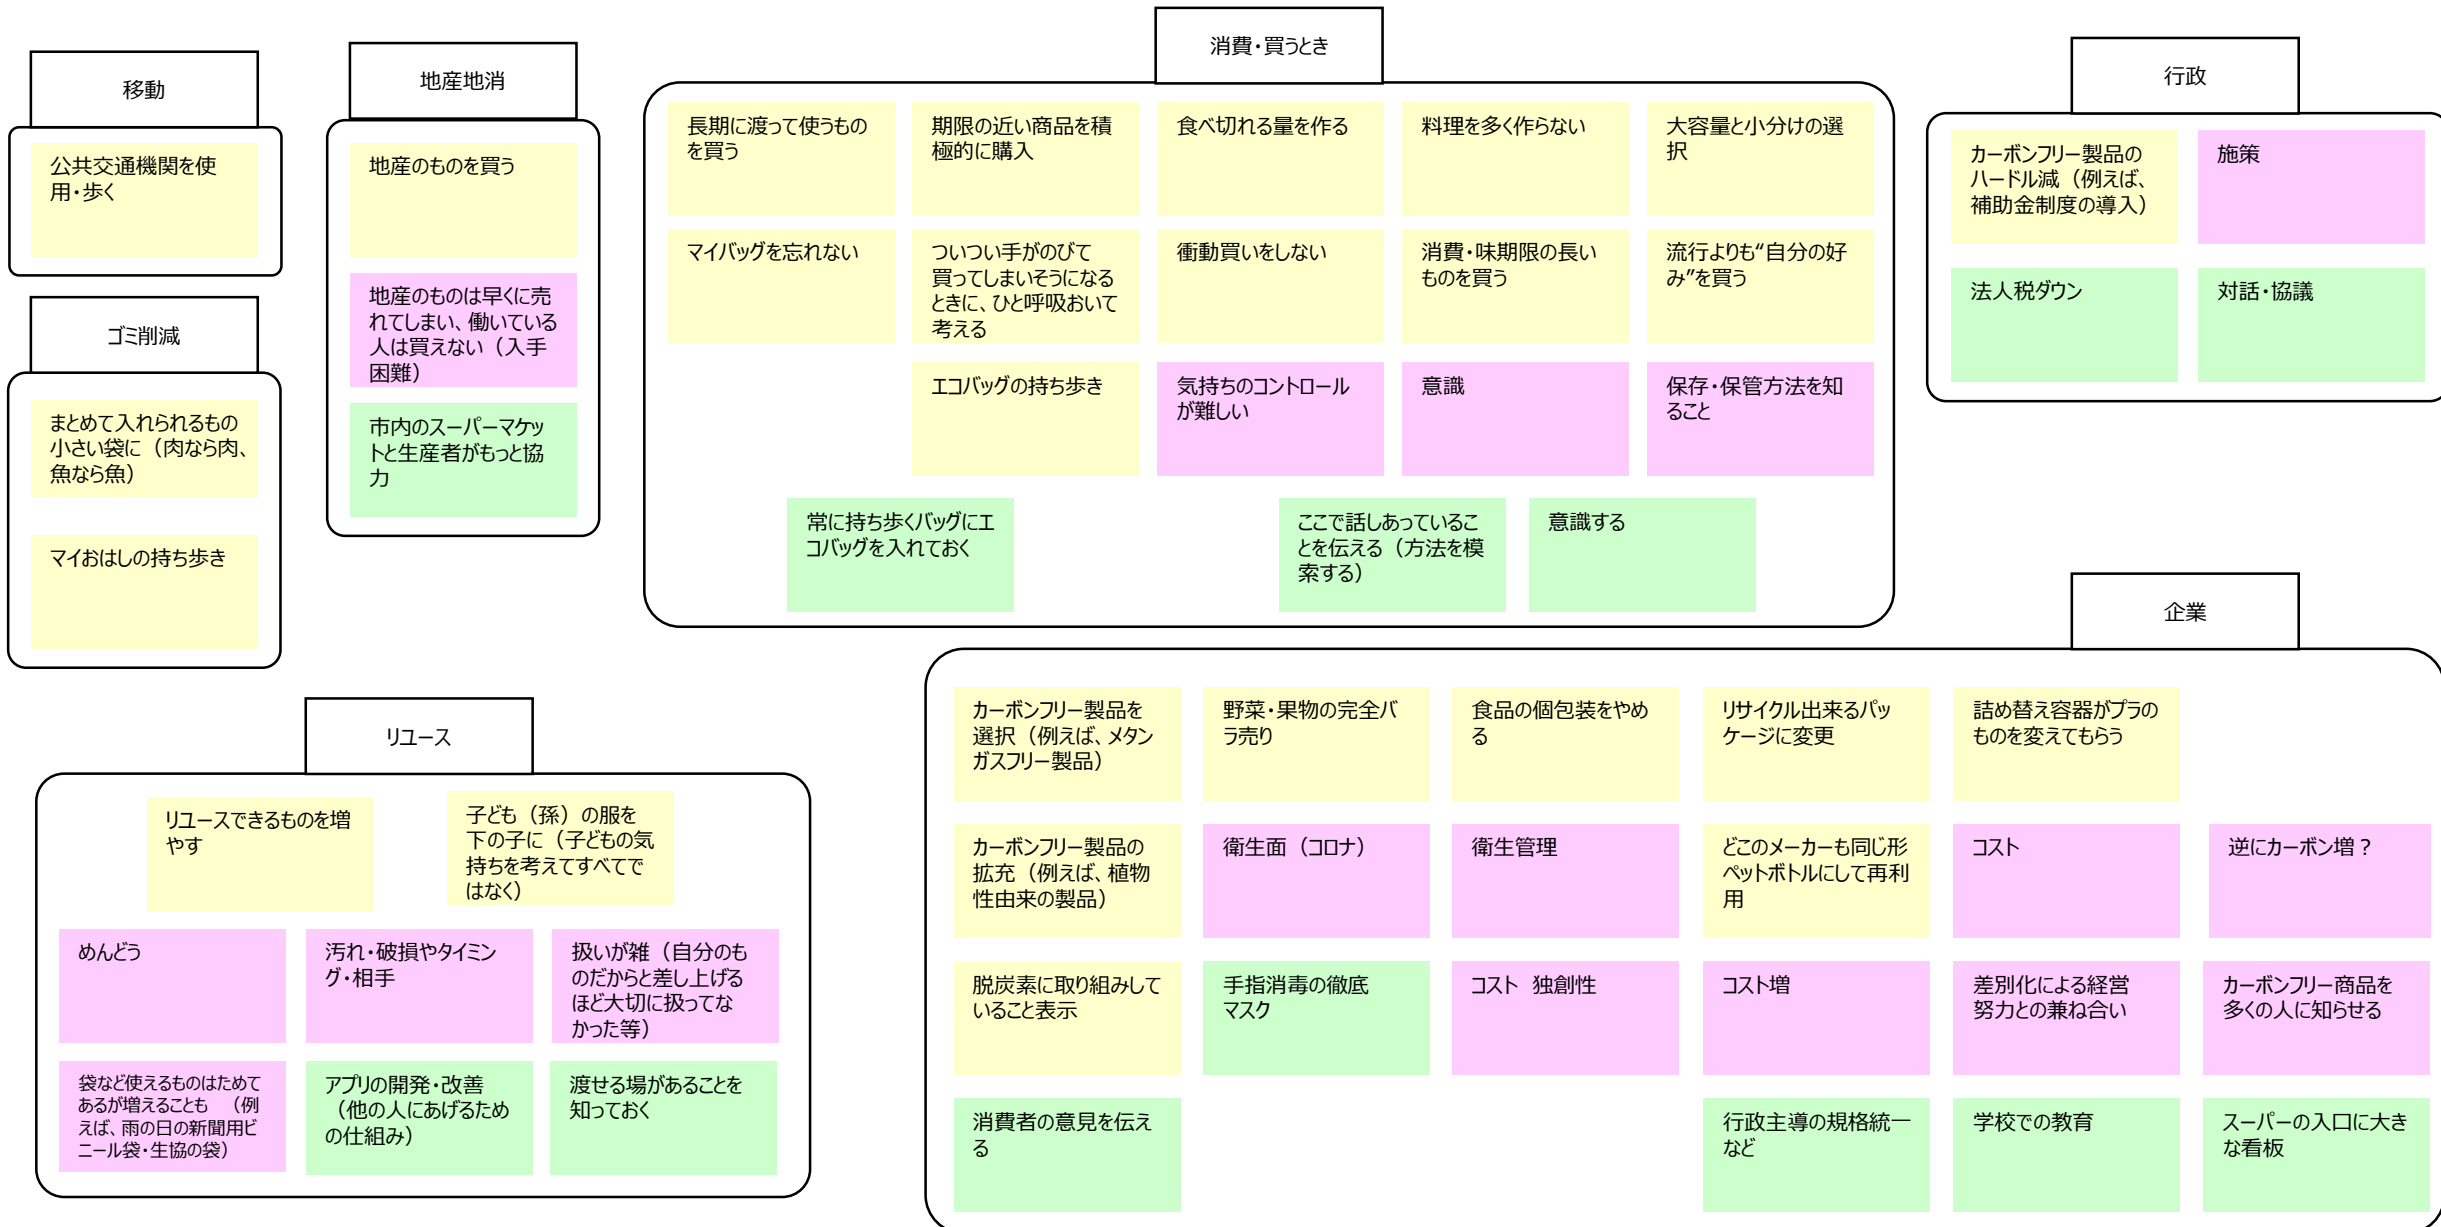 移動
公共交通機関を使
用・歩く
ゴミ削減
まとめて入れられるもの
小さい袋に（肉なら肉、
魚なら魚）
マイおはしの持ち歩き
地産地消
地産のものを買う
地産のものは早くに売
れてしまい、働いている
人は買えない（入手
困難）
市内のスーパーマケッ
トと生産者がもっと協
力
消費・買うとき
長期に渡って使うもの
を買う
期限の近い商品を積
極的に購入
食べ切れる量を作る
料理を多く作らない
大容量と小分けの選
択
マイバッグを忘れない
ついつい手がのびて
買ってしまいそうになる
ときに、ひと呼吸おいて
考える
衝動買いをしない
消費・味期限の長い
ものを買う
流行よりも“自分の好
み”を買う
エコバッグの持ち歩き
気持ちのコントロール
が難しい
意識
保存・保管方法を知
ること
常に持ち歩くバッグにエ
コバッグを入れておく
ここで話しあっているこ
とを伝える（方法を模
索する）
意識する
行政
カーボンフリー製品の
ハードル減（例えば、
補助金制度の導入）
施策
法人税ダウン
対話・協議
リユース
リユースできるものを増
やす
子ども（孫）の服を
下の子に（子どもの気
持ちを考えてすべてで
はなく）
めんどう
汚れ・破損やタイミン
グ・相手
扱いが雑（自分のも
のだからと差し上げる
ほど大切に扱ってな
かった等）
袋など使えるものはためて
あるが増えることも　（例
えば、雨の日の新聞用ビ
ニール袋・生協の袋）
アプリの開発・改善
（他の人にあげるため
の仕組み）
渡せる場があることを
知っておく
企業
カーボンフリー製品を
選択（例えば、メタン
ガスフリー製品）
野菜・果物の完全バ
ラ売り
食品の個包装をやめ
る
リサイクル出来るパッ
ケージに変更
詰め替え容器がプラの
ものを変えてもらう
カーボンフリー製品の
拡充（例えば、植物
性由来の製品）
衛生面（コロナ）
衛生管理
どこのメーカーも同じ形
ペットボトルにして再利
用
コスト
逆にカーボン増？
脱炭素に取り組みして
いること表示
手指消毒の徹底
マスク
コスト　独創性
コスト増
差別化による経営
努力との兼ね合い
カーボンフリー商品を
多くの人に知らせる
消費者の意見を伝え
る
行政主導の規格統一
など
学校での教育
スーパーの入口に大き
な看板